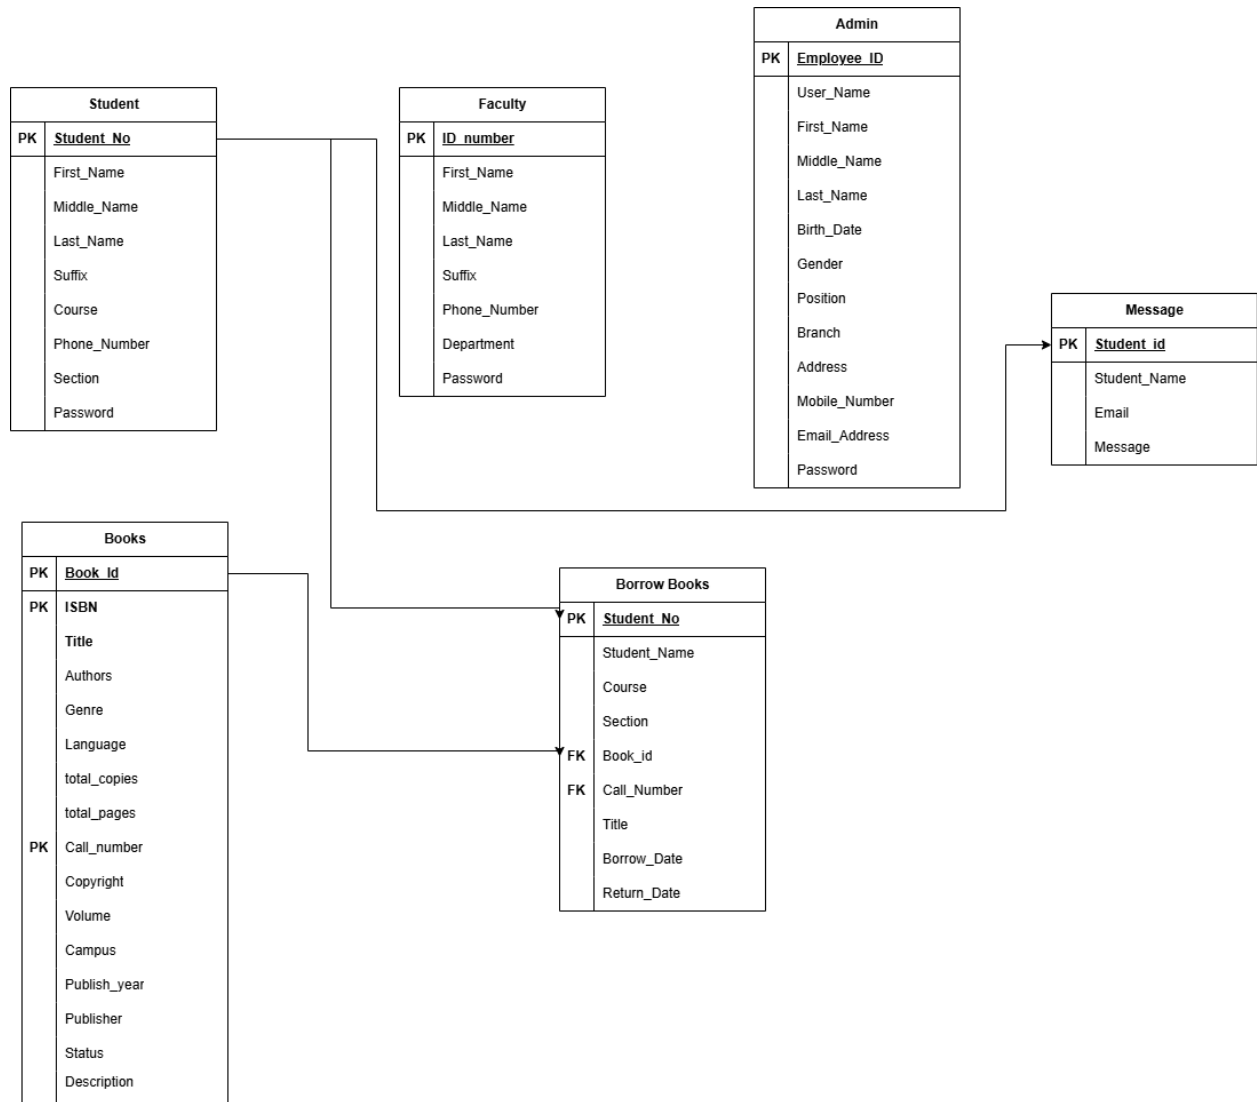 Student
PK Student_No
First_Name
Middle_Name
Last_Name
Suffix
Course
Phone_Number
Section
Password
Faculty
PK ID_number
First_Name
Middle_Name
Last_Name
Suffix
Phone_Number
Department
Password
Admin
PK Employee_ID
User_Name
First_Name
Middle_Name
Last_Name
Birth_Date
Gender
Position
Branch
Address
Mobile_Number
Email_Address
Password
Message
PK Student_id
Student_Name
Email
Message
Books
PK Book_Id
PK ISBN
Title
Authors
Genre
Language
total_copies
total_pages
PK Call_number
Copyright
Volume
Campus
Publish_year
Publisher
Status
Description
Borrow Books
PK Student_No
Student_Name
Course
Section
FK Book_id
FK Call_Number
Title
Borrow_Date
Return_Date